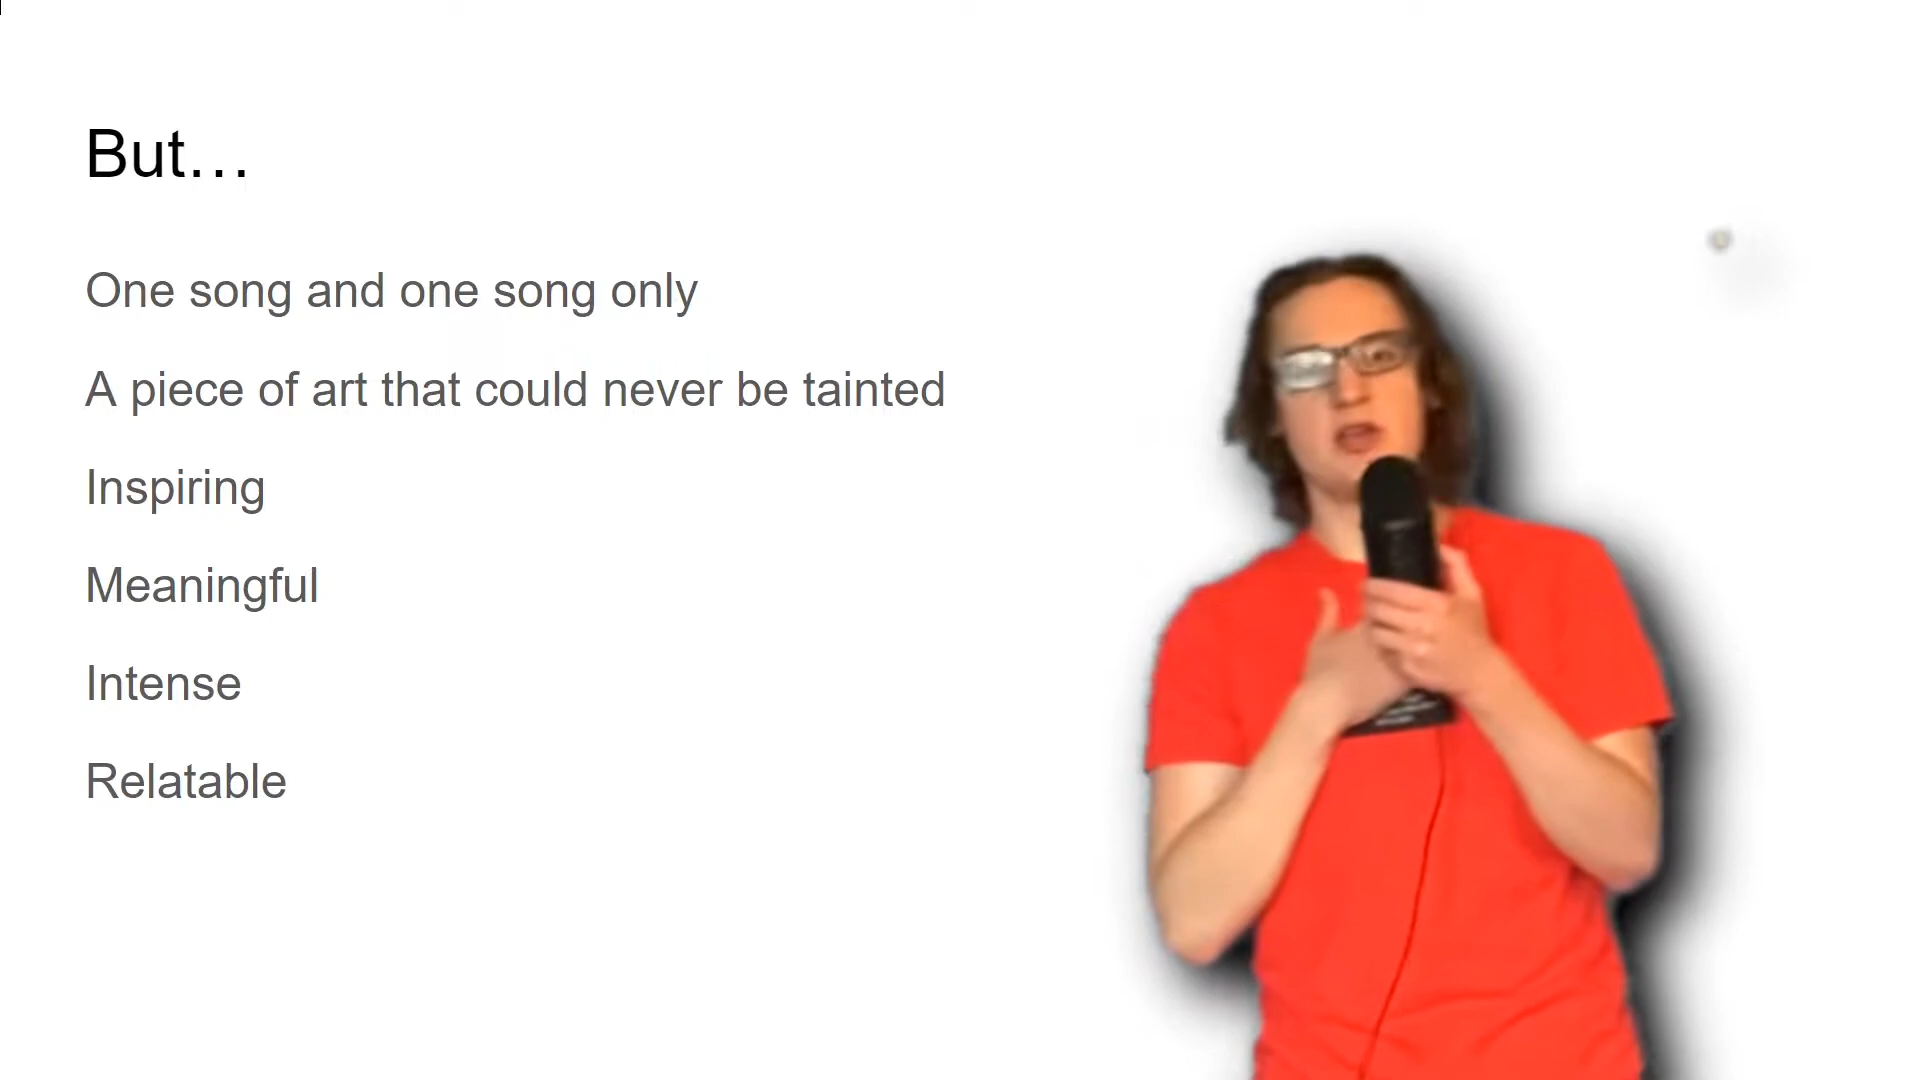 But…
One song and one song only
A piece of art that could never be tainted
Inspiring
Meaningful
Intense
Relatable